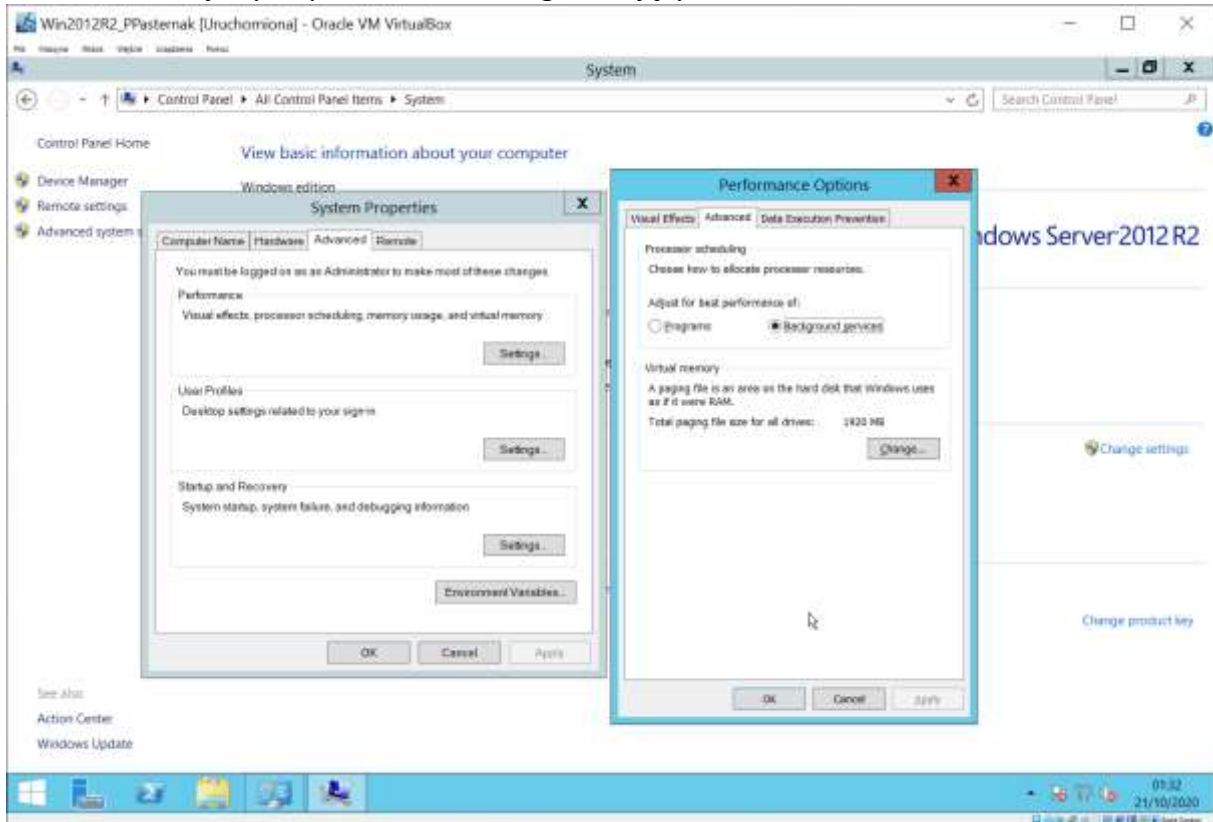 Win2012R2_PPasternak [Uruchomiona] - Oracle VM VirtualBox
System
Control Panel ▸ All Control Panel Items ▸ System
Search Control Panel
Control Panel Home
View basic information about your computer
Device Manager
Windows edition
Remote settings
Advanced system s
ndows Server 2012 R2
System Properties
Computer Name
Hardware
Advanced
Remote
You must be logged on as an Administrator to make most of these changes.
Performance
Visual effects, processor scheduling, memory usage, and virtual memory
Settings...
User Profiles
Desktop settings related to your sign-in
Settings...
Startup and Recovery
System startup, system failure, and debugging information
Settings...
Environment Variables...
OK
Cancel
Apply
Performance Options
Visual Effects
Advanced
Data Execution Prevention
Processor scheduling
Choose how to allocate processor resources.
Adjust for best performance of:
Programs
Background services
Virtual memory
A paging file is an area on the hard disk that Windows uses
as if it were RAM.
Total paging file size for all drives: 1920 MB
Change...
OK
Cancel
Apply
Change settings
Change product key
See also
Action Center
Windows Update
01:32
21/10/2020